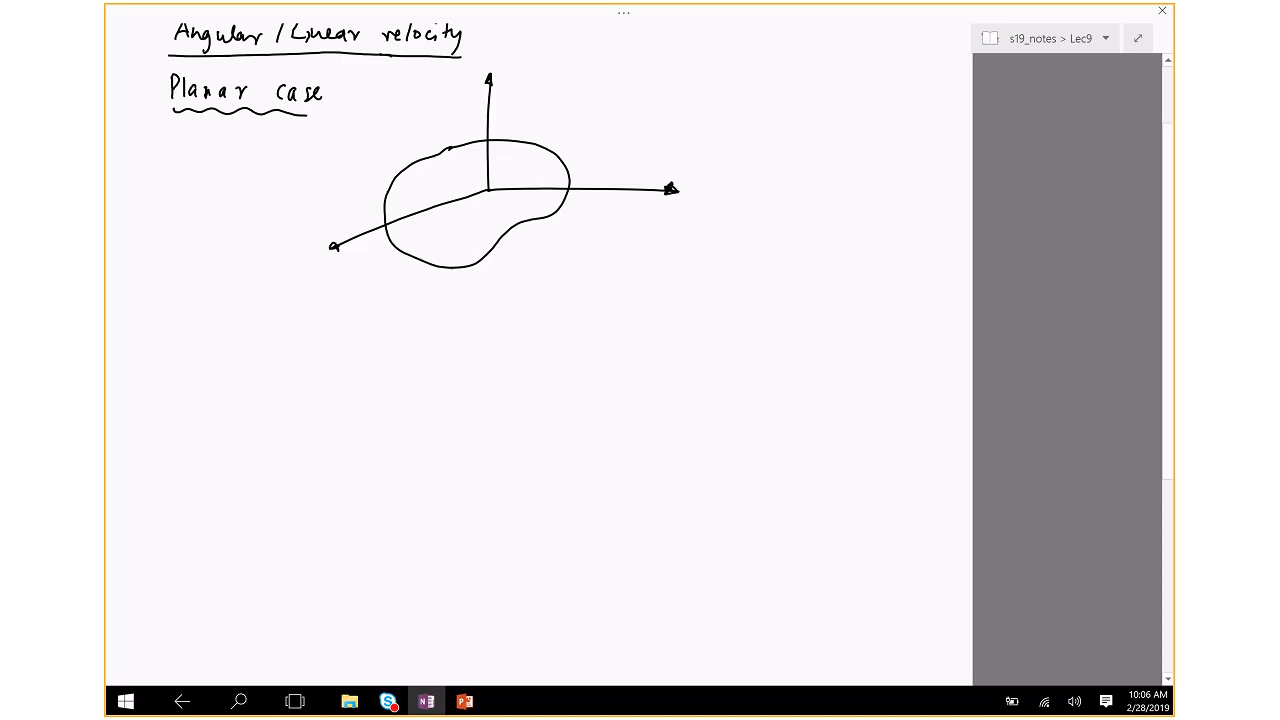 Angular / Linear velocity
s19_notes > Lec9
Planar case
10:06 AM
2/28/2019